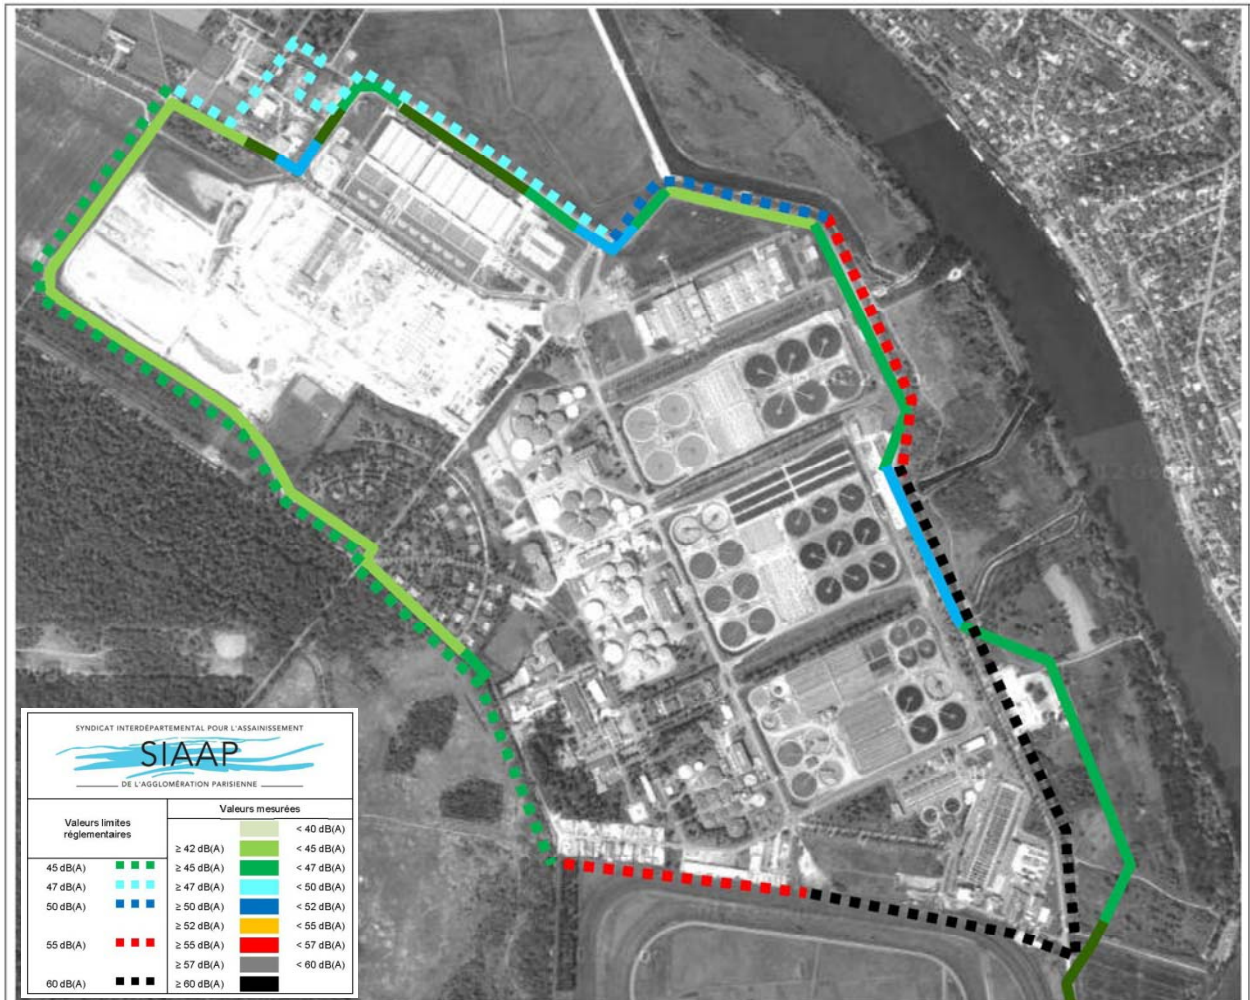 SYNDICAT INTERDÉPARTEMENTAL POUR L'ASSAINISSEMENT
SIAAP
DE L'AGGLOMÉRATION PARISIENNE
Valeurs limites
réglementaires
Valeurs mesurées
< 40 dB(A)
≥ 42 dB(A) < 45 dB(A)
45 dB(A) ≥ 45 dB(A) < 47 dB(A)
47 dB(A) ≥ 47 dB(A) < 50 dB(A)
50 dB(A) ≥ 50 dB(A) < 52 dB(A)
≥ 52 dB(A) < 55 dB(A)
55 dB(A) ≥ 55 dB(A) < 57 dB(A)
≥ 57 dB(A) < 60 dB(A)
60 dB(A) ≥ 60 dB(A)